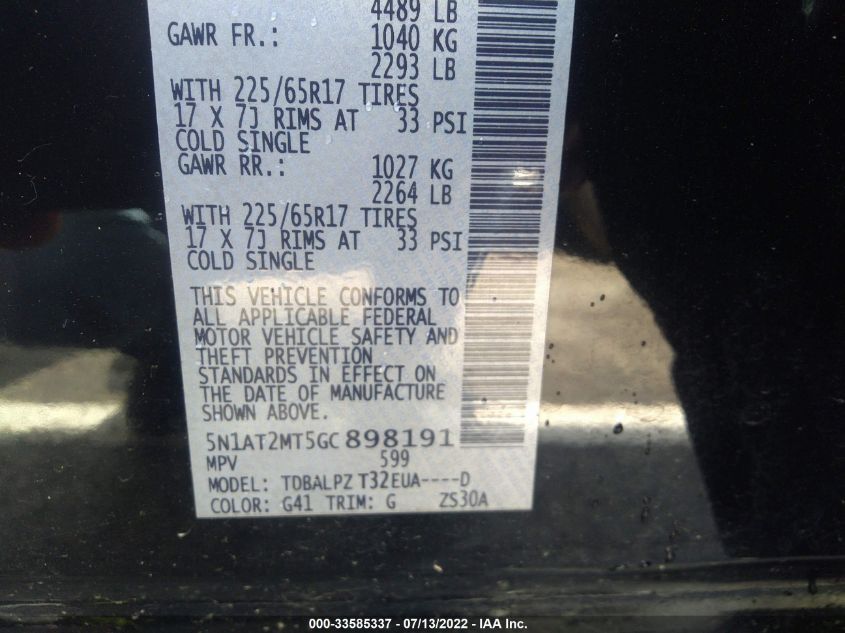 4489 LB
GAWR FR.: 1040 KG
2293 LB
WITH 225/65R17 TIRES
17 X 7J RIMS AT 33 PSI
COLD SINGLE
GAWR RR.: 1027 KG
2264 LB
WITH 225/65R17 TIRES
17 X 7J RIMS AT 33 PSI
COLD SINGLE
THIS VEHICLE CONFORMS TO
ALL APPLICABLE FEDERAL
MOTOR VEHICLE SAFETY AND
THEFT PREVENTION
STANDARDS IN EFFECT ON
THE DATE OF MANUFACTURE
SHOWN ABOVE.
5N1AT2MT5GC898191
MPV 599
MODEL: TDBALPZ T32EUA----D
COLOR: G41 TRIM: G ZS30A
000-33585337 - 07/13/2022 - IAA Inc.